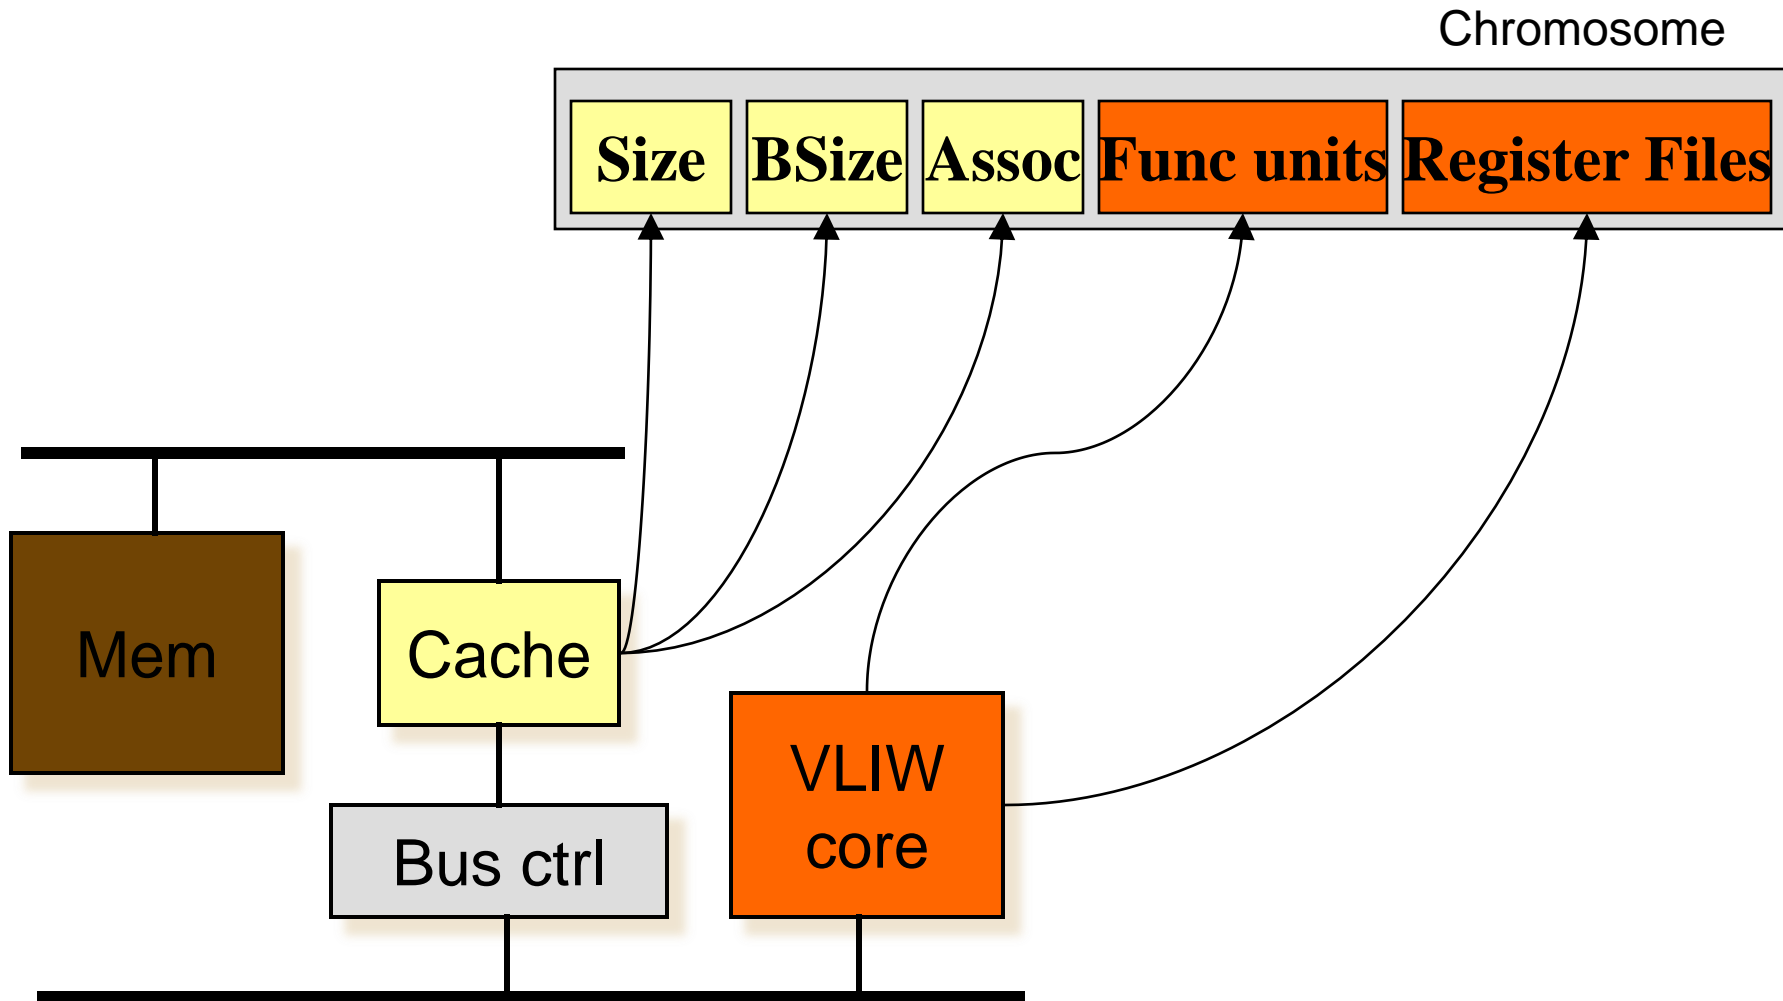 Chromosome
Size
BSize
Assoc
Func units
Register Files
Mem
Cache
VLIW
core
Bus ctrl